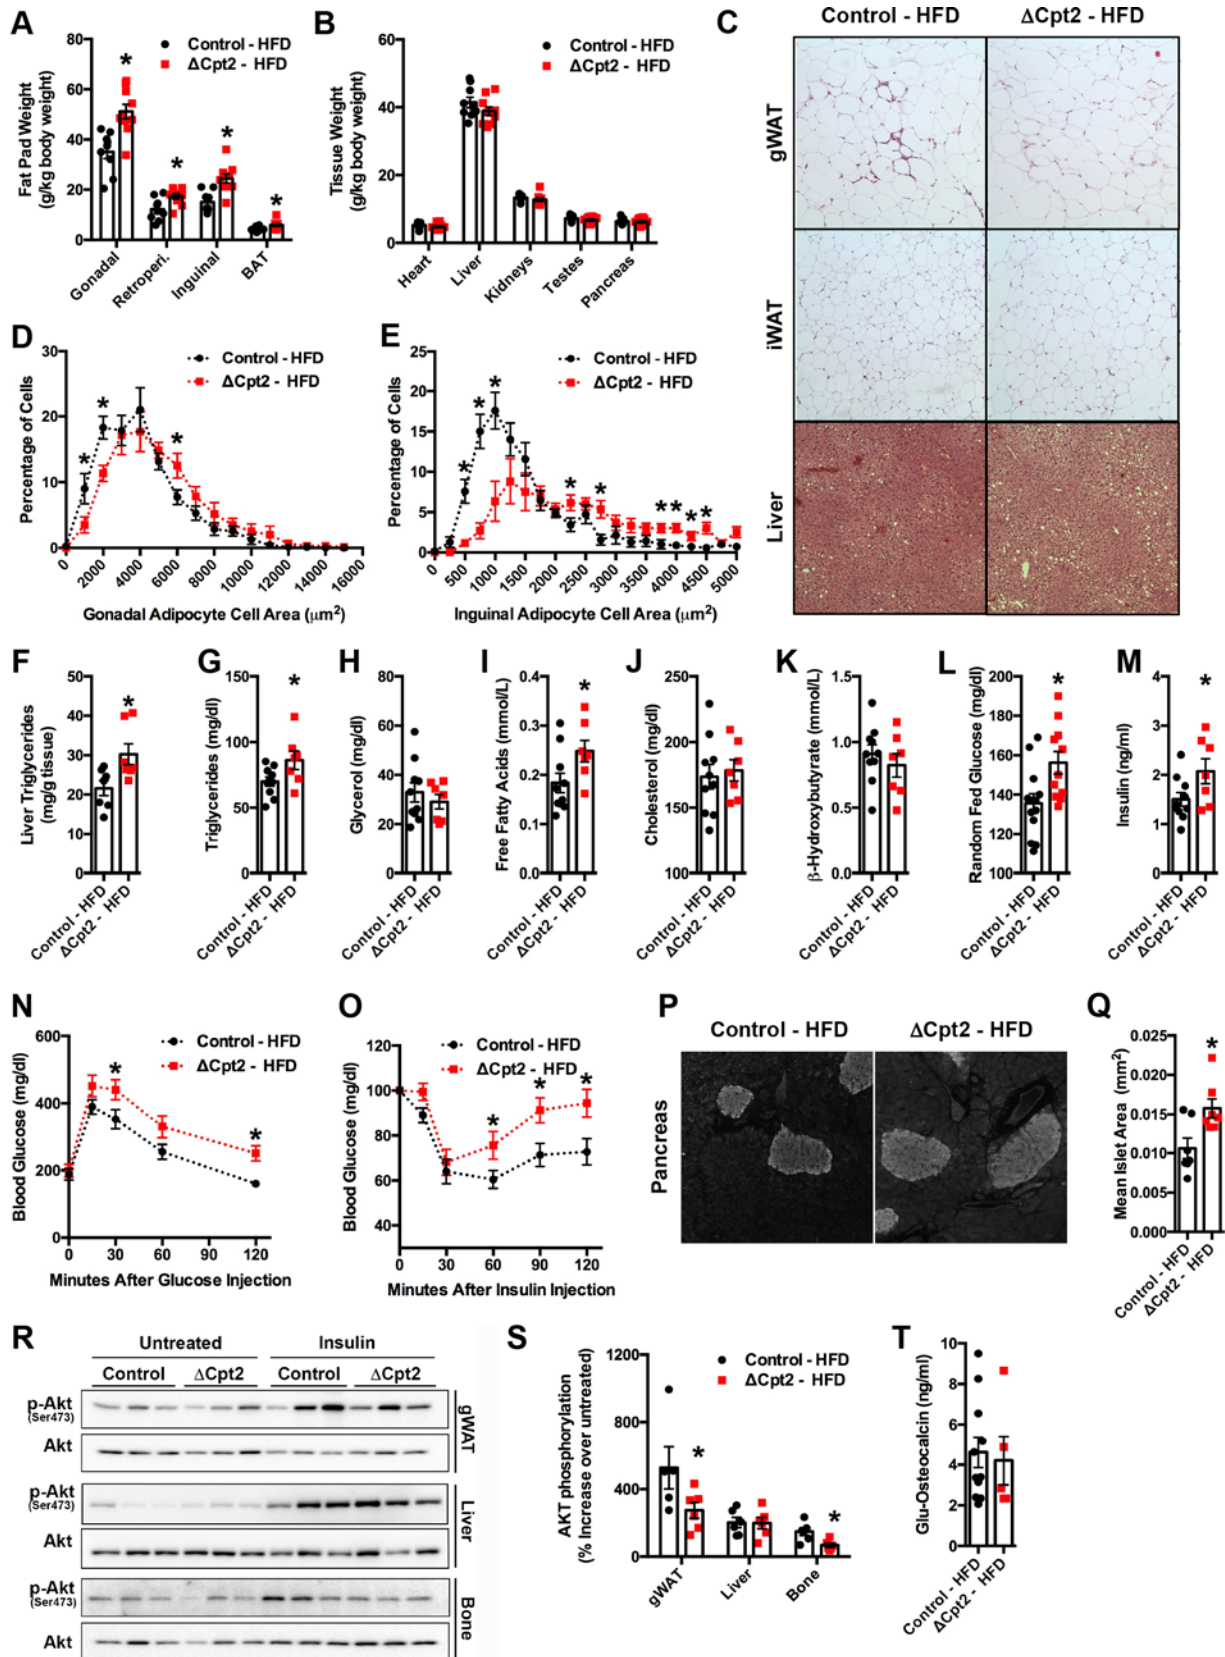 A
Fat Pad Weight
(g/kg body weight)
80
60
40
20
0
Control - HFD
ΔCpt2 - HFD
*
*
*
*
Gonadal
Retroperi.
Inguinal
BAT
B
Tissue Weight
(g/kg body weight)
60
40
20
0
Control - HFD
ΔCpt2 - HFD
Heart
Liver
Kidneys
Testes
Pancreas
C
Control - HFD
ΔCpt2 - HFD
gWAT
iWAT
Liver
D
Percentage of Cells
30
20
10
0
Control - HFD
ΔCpt2 - HFD
*
*
*
0
2000
4000
6000
8000
10000
12000
14000
16000
Gonadal Adipocyte Cell Area (μm²)
E
Percentage of Cells
25
20
15
10
5
0
Control - HFD
ΔCpt2 - HFD
*
*
*
*
*
*
*
*
*
0
500
1000
1500
2000
2500
3000
3500
4000
4500
5000
Inguinal Adipocyte Cell Area (μm²)
F
Liver Triglycerides
(mg/g tissue)
50
40
30
20
10
0
*
Control - HFD
ΔCpt2 - HFD
G
Triglycerides (mg/dl)
150
100
50
0
*
Control - HFD
ΔCpt2 - HFD
H
Glycerol (mg/dl)
80
60
40
20
0
Control - HFD
ΔCpt2 - HFD
I
Free Fatty Acids (mmol/L)
0.4
0.3
0.2
0.1
0.0
*
Control - HFD
ΔCpt2 - HFD
J
Cholesterol (mg/dl)
250
200
150
100
Control - HFD
ΔCpt2 - HFD
K
β-Hydroxybutyrate (mmol/L)
1.5
1.0
0.5
0.0
Control - HFD
ΔCpt2 - HFD
L
Random Fed Glucose (mg/dl)
200
180
160
140
120
100
*
Control - HFD
ΔCpt2 - HFD
M
Insulin (ng/ml)
4
3
2
1
0
*
Control - HFD
ΔCpt2 - HFD
N
Blood Glucose (mg/dl)
600
400
200
0
Control - HFD
ΔCpt2 - HFD
*
*
0
30
60
90
120
Minutes After Glucose Injection
O
Blood Glucose (mg/dl)
120
100
80
60
40
Control - HFD
ΔCpt2 - HFD
*
*
*
0
30
60
90
120
Minutes After Insulin Injection
P
Control - HFD
ΔCpt2 - HFD
Pancreas
Q
Mean Islet Area (mm²)
0.025
0.020
0.015
0.010
0.005
0.000
*
Control - HFD
ΔCpt2 - HFD
R
Untreated
Insulin
Control
ΔCpt2
Control
ΔCpt2
p-Akt
(Ser473)
Akt
gWAT
p-Akt
(Ser473)
Akt
Liver
p-Akt
(Ser473)
Akt
Bone
S
AKT phosphorylation
(% Increase over untreated)
1200
800
400
0
Control - HFD
ΔCpt2 - HFD
*
*
gWAT
Liver
Bone
T
Glu-Osteocalcin (ng/ml)
10
8
6
4
2
0
Control - HFD
ΔCpt2 - HFD